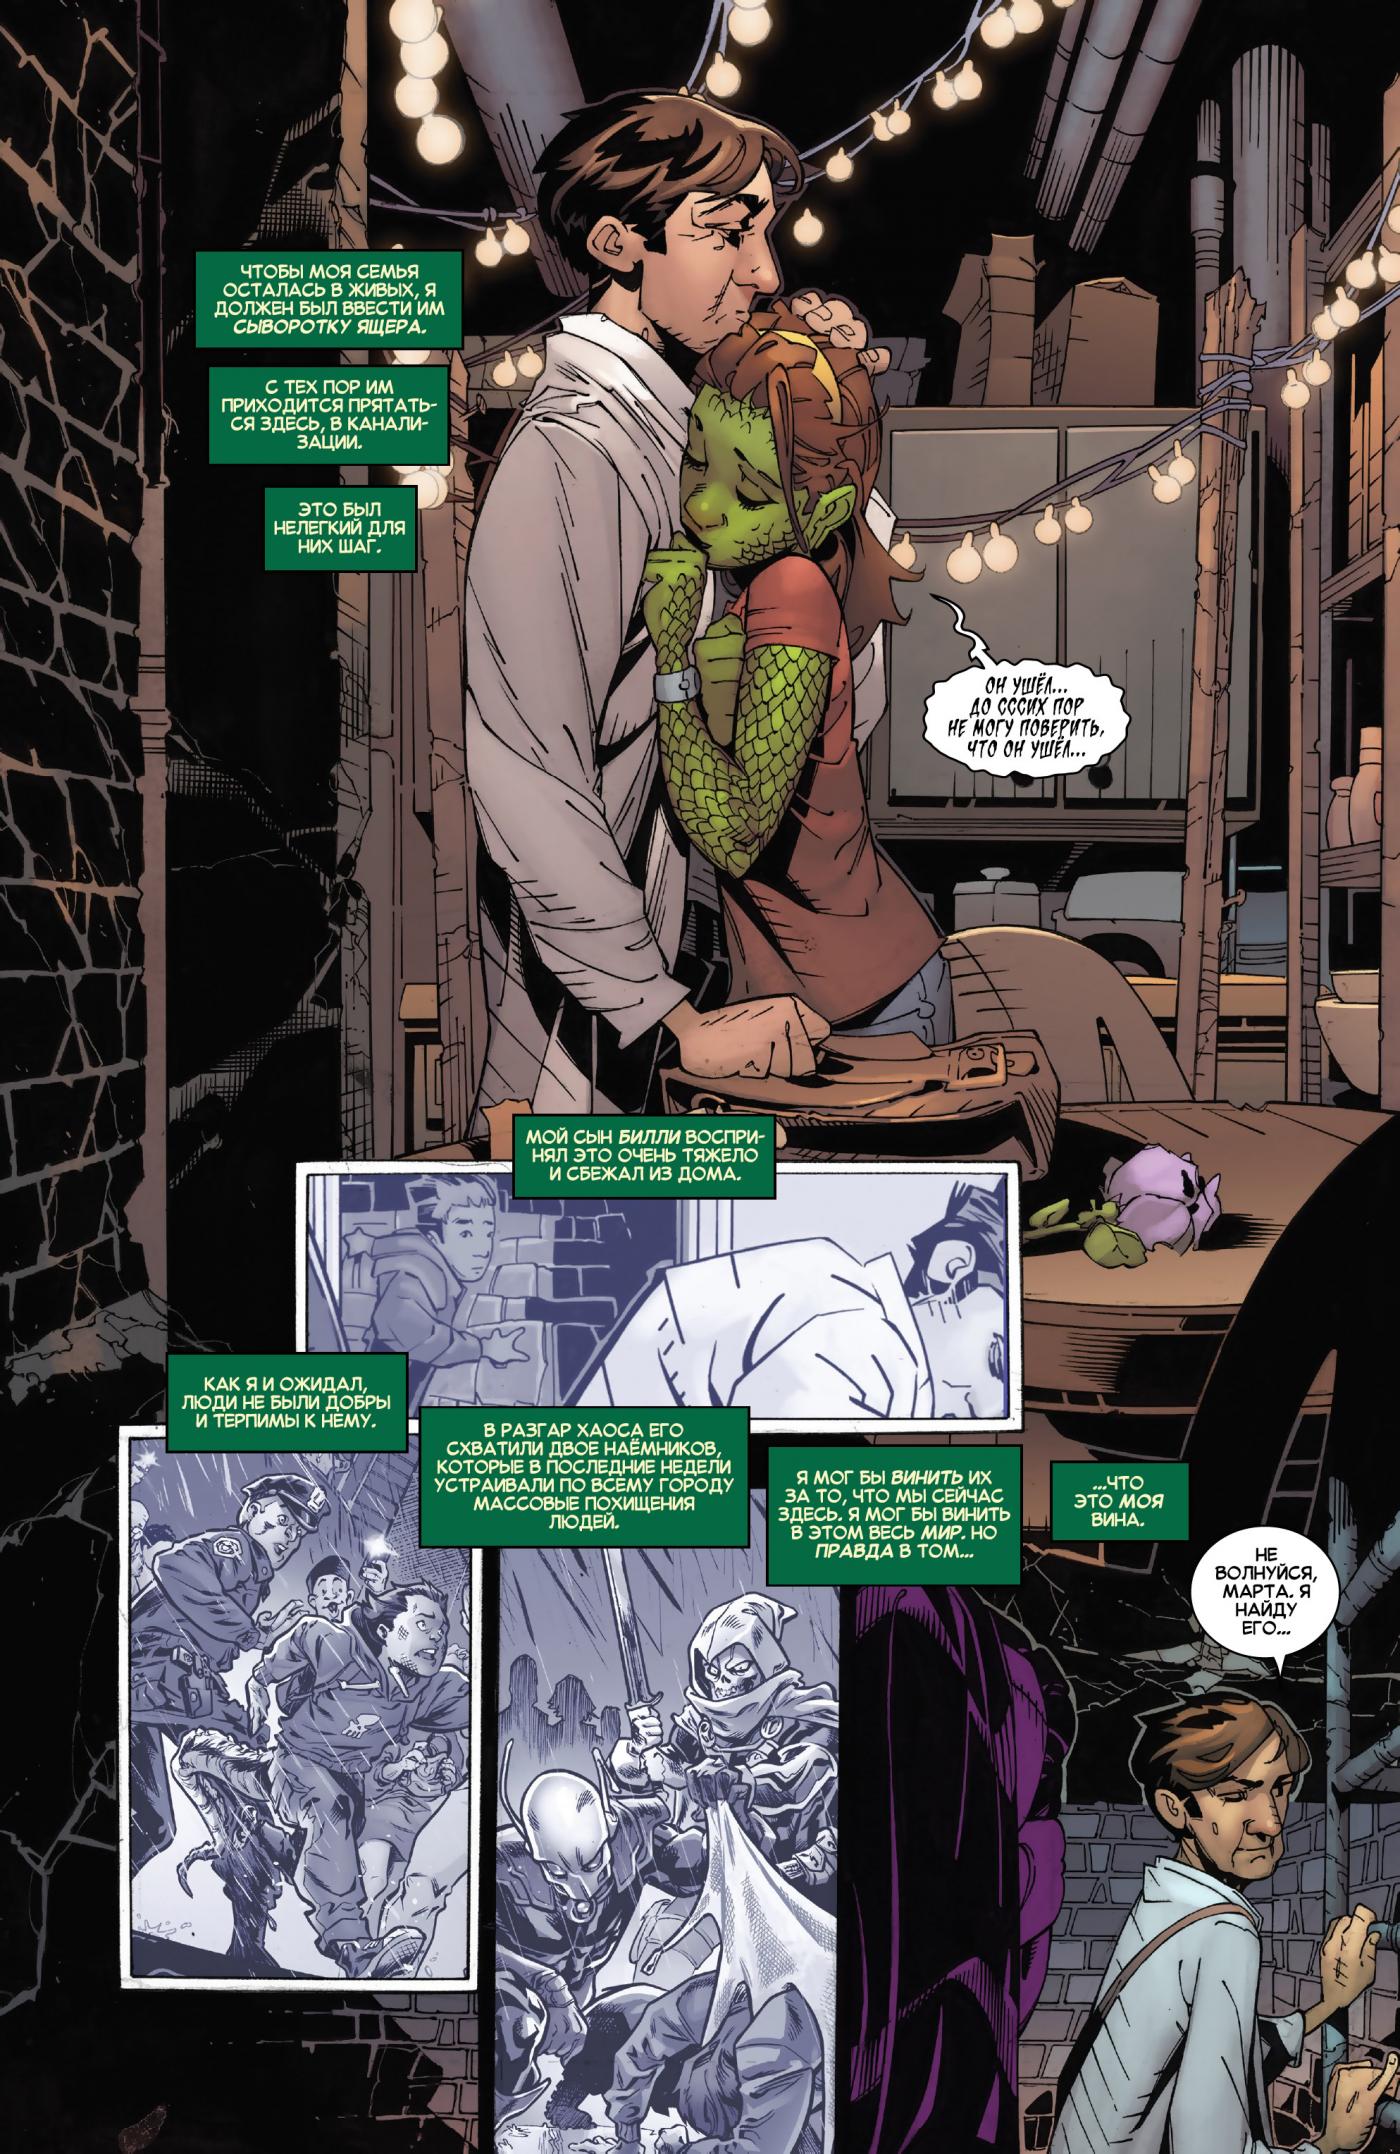 ЧТОБЫ МОЯ СЕМЬЯ
ОСТАЛАСЬ В ЖИВЫХ, Я
ДОЛЖЕН БЫЛ ВВЕСТИ ИМ
СЫВОРОТКУ ЯЩЕРА.
С ТЕХ ПОР ИМ
ПРИХОДИТСЯ ПРЯТАТЬ-
СЯ ЗДЕСЬ, В КАНАЛИ-
ЗАЦИИ.
ЭТО БЫЛ
НЕЛЕГКИЙ ДЛЯ
НИХ ШАГ.
ОН УШЁЛ...
ДО СССИХ ПОР
НЕ МОГУ ПОВЕРИТЬ,
ЧТО ОН УШЁЛ...
МОЙ СЫН БИЛЛИ ВОСПРИ-
НЯЛ ЭТО ОЧЕНЬ ТЯЖЕЛО
И СБЕЖАЛ ИЗ ДОМА.
КАК Я И ОЖИДАЛ,
ЛЮДИ НЕ БЫЛИ ДОБРЫ
И ТЕРПИМЫ К НЕМУ.
В РАЗГАР ХАОСА ЕГО
СХВАТИЛИ ДВОЕ НАЁМНИКОВ,
КОТОРЫЕ В ПОСЛЕДНИЕ НЕДЕЛИ
УСТРАИВАЛИ ПО ВСЕМУ ГОРОДУ
МАССОВЫЕ ПОХИЩЕНИЯ
ЛЮДЕЙ.
Я МОГ БЫ ВИНИТЬ ИХ
ЗА ТО, ЧТО МЫ СЕЙЧАС
ЗДЕСЬ. Я МОГ БЫ ВИНИТЬ
В ЭТОМ ВЕСЬ МИР. НО
ПРАВДА В ТОМ...
...ЧТО
ЭТО МОЯ
ВИНА.
НЕ
ВОЛНУЙСЯ,
МАРТА. Я
НАЙДУ
ЕГО...